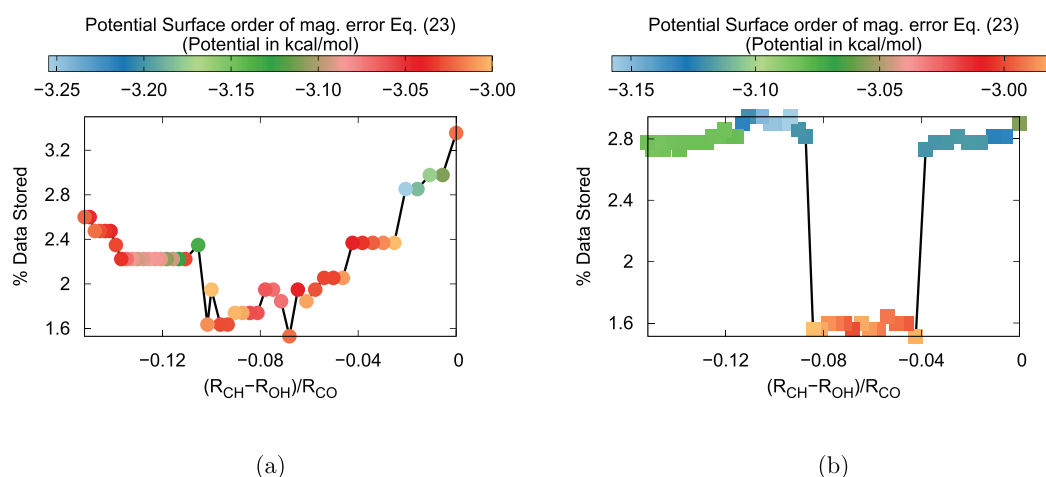 Potential Surface order of mag. error Eq. (23)
(Potential in kcal/mol)
−3.25 −3.20 −3.15 −3.10 −3.05 −3.00
3.2
2.8
2.4
2
1.6
% Data Stored
−0.12 −0.08 −0.04 0
(R_CH−R_OH)/R_CO
(a)
Potential Surface order of mag. error Eq. (23)
(Potential in kcal/mol)
−3.15 −3.10 −3.05 −3.00
2.8
2.4
2
1.6
% Data Stored
−0.12 −0.08 −0.04 0
(R_CH−R_OH)/R_CO
(b)